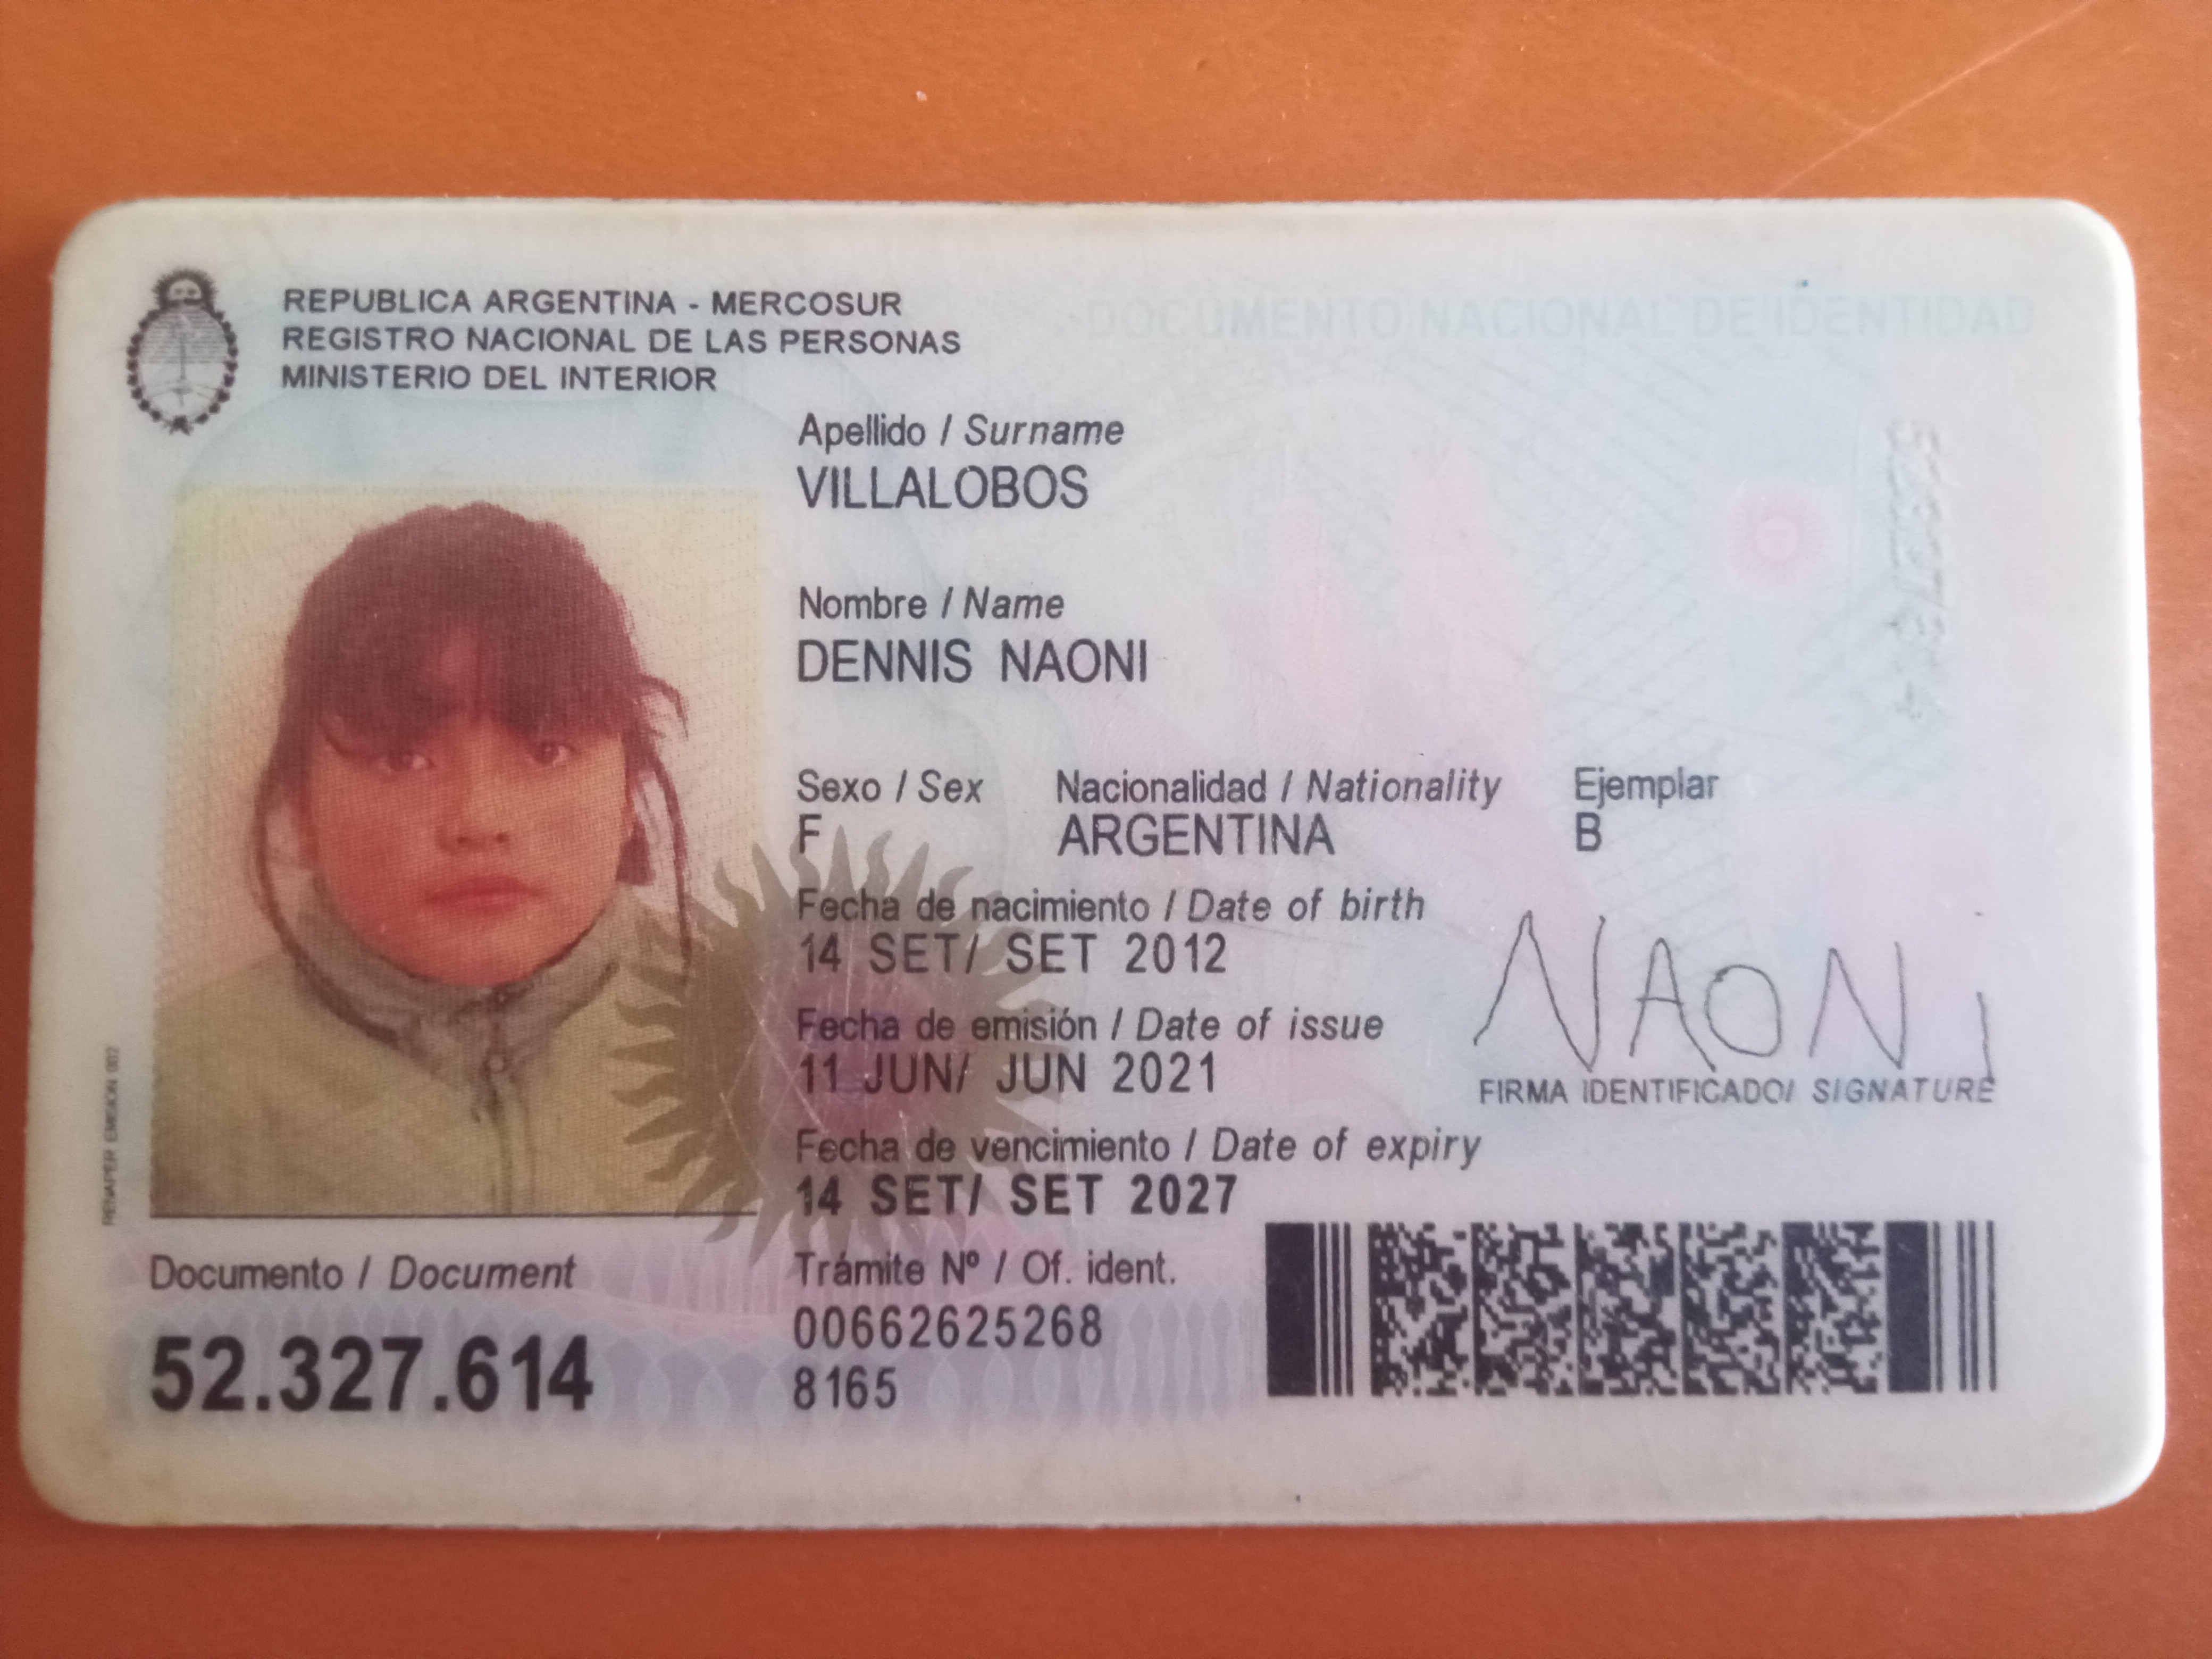 REPUBLICA ARGENTINA - MERCOSUR
REGISTRO NACIONAL DE LAS PERSONAS
MINISTERIO DEL INTERIOR
DOCUMENTO NACIONAL DE IDENTIDAD
Apellido / Surname
VILLALOBOS
Nombre / Name
DENNIS NAONI
Sexo / Sex Nacionalidad / Nationality Ejemplar
F ARGENTINA B
Fecha de nacimiento / Date of birth
14 SET/ SET 2012
Fecha de emisión / Date of issue
11 JUN/ JUN 2021
NAONi
FIRMA IDENTIFICADO/ SIGNATURE
Fecha de vencimiento / Date of expiry
14 SET/ SET 2027
Documento / Document
52.327.614
Trámite Nº / Of. ident.
00662625268
8165
RENAPER EMISION 002